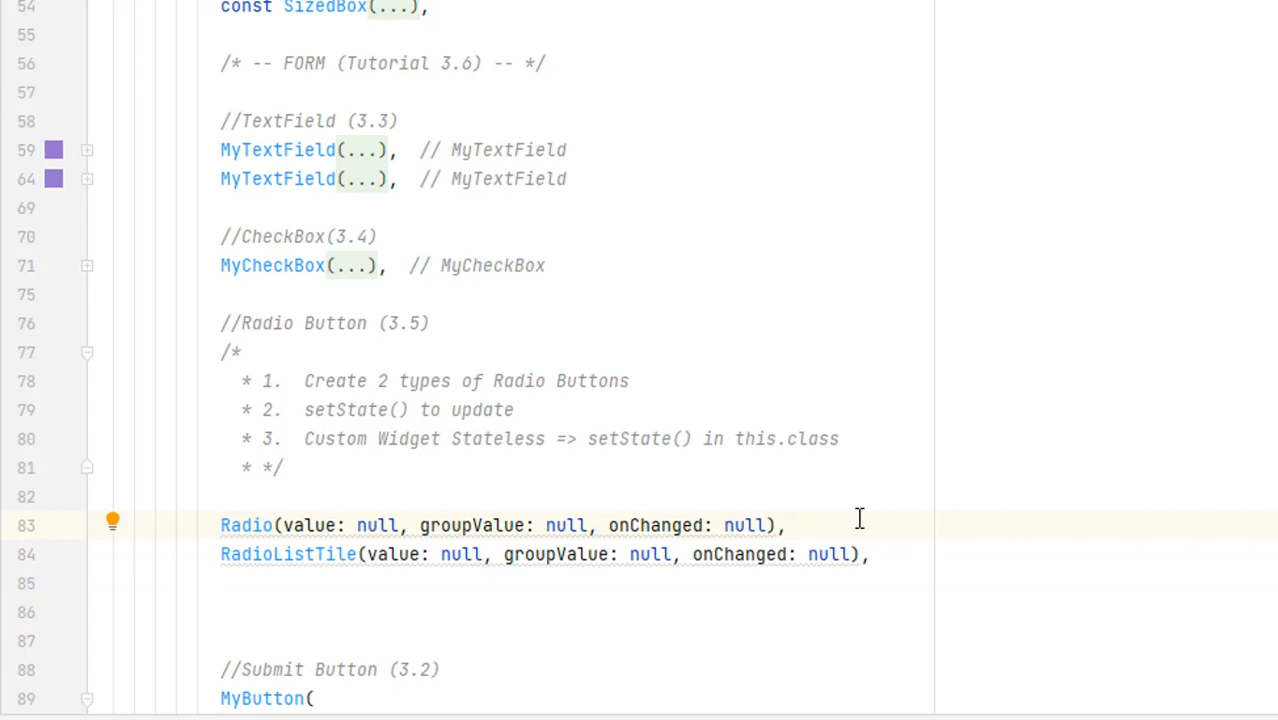 54 const SizedBox(...),
55
56 /* -- FORM (Tutorial 3.6) -- */
57
58 //TextField (3.3)
59 MyTextField(...), // MyTextField
64 MyTextField(...), // MyTextField
69
70 //CheckBox(3.4)
71 MyCheckBox(...), // MyCheckBox
75
76 //Radio Button (3.5)
77 /*
78 * 1. Create 2 types of Radio Buttons
79 * 2. setState() to update
80 * 3. Custom Widget Stateless => setState() in this.class
81 * */
82
83 Radio(value: null, groupValue: null, onChanged: null),
84 RadioListTile(value: null, groupValue: null, onChanged: null),
85
86
87
88 //Submit Button (3.2)
89 MyButton(